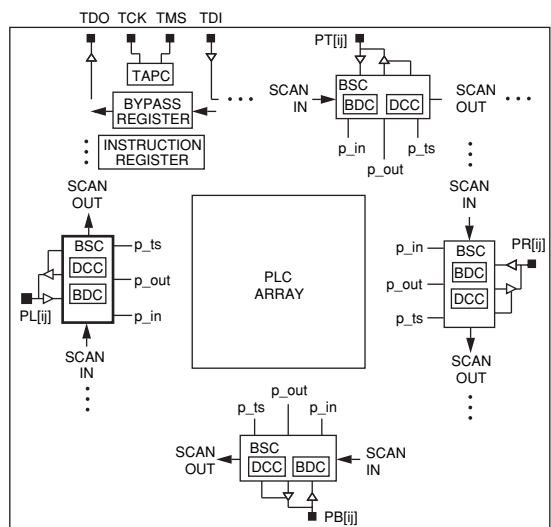 TDO TCK TMS TDI
PT[ij]
TAPC
BYPASS
REGISTER
INSTRUCTION
REGISTER
SCAN
IN
BSC
BDC DCC
SCAN
OUT
p_in
p_out
p_ts
SCAN
OUT
BSC
DCC
BDC
p_ts
p_out
p_in
PL[ij]
SCAN
IN
PLC
ARRAY
SCAN
IN
p_in
p_out
p_ts
BSC
BDC
DCC
PR[ij]
SCAN
OUT
p_out
p_ts p_in
SCAN
OUT
BSC
DCC BDC
SCAN
IN
PB[ij]